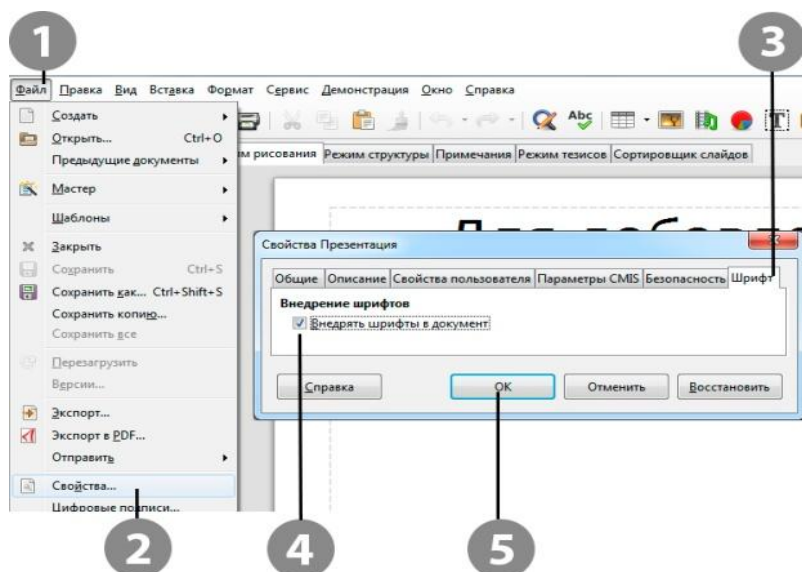 1
3
Файл Правка Вид Вставка Формат Сервис Демонстрация Окно Справка
Создать
Открыть... Ctrl+O
Предыдущие документы
Мастер
Шаблоны
Закрыть
Сохранить Ctrl+S
Сохранить как... Ctrl+Shift+S
Сохранить копию...
Сохранить все
Перезагрузить
Версии...
Экспорт...
Экспорт в PDF...
Отправить
Свойства...
Цифровые подписи...
Abc
T
м рисования Режим структуры Примечания Режим тезисов Сортировщик слайдов
Свойства Презентация
Общие Описание Свойства пользователя Параметры CMIS Безопасность Шрифт
Внедрение шрифтов
Внедрять шрифты в документ
Справка OK Отменить Восстановить
2
4
5